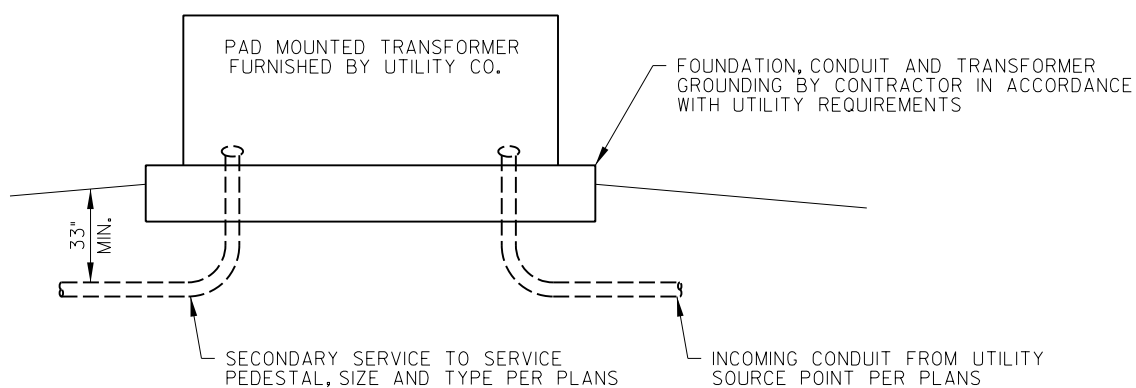 PAD MOUNTED TRANSFORMER
FURNISHED BY UTILITY CO.
FOUNDATION, CONDUIT AND TRANSFORMER
GROUNDING BY CONTRACTOR IN ACCORDANCE
WITH UTILITY REQUIREMENTS
33"
MIN.
SECONDARY SERVICE TO SERVICE
PEDESTAL, SIZE AND TYPE PER PLANS
INCOMING CONDUIT FROM UTILITY
SOURCE POINT PER PLANS